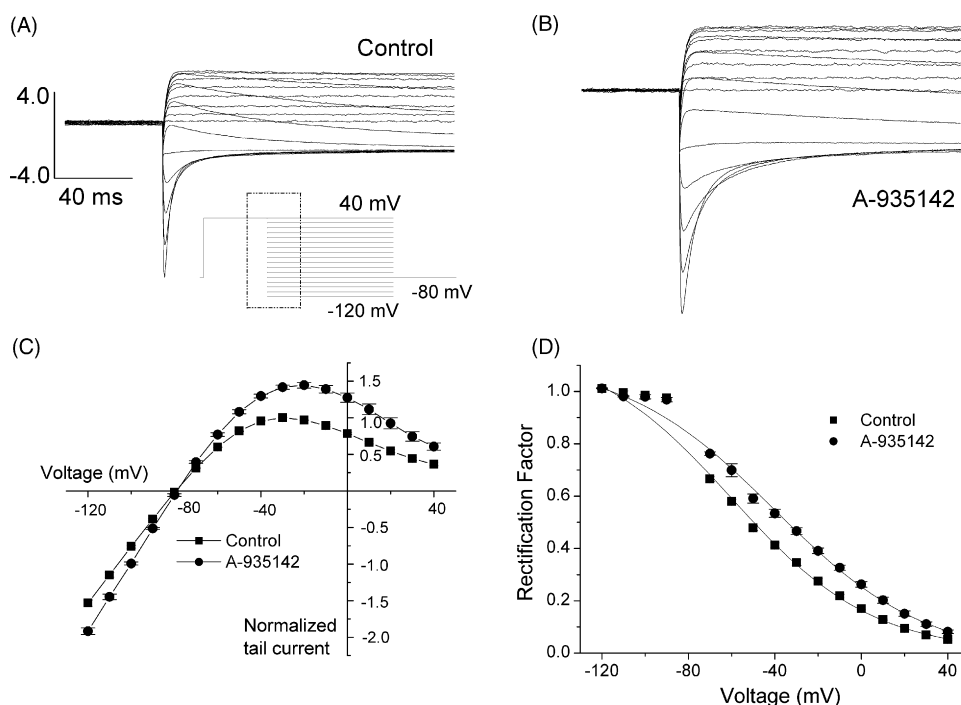 (A)
Control
4.0
-4.0
40 ms
40 mV
-80 mV
-120 mV
(B)
A-935142
(C)
1.5
1.0
0.5
Voltage (mV)
-120
-80
-40
0
40
-0.5
-1.0
-1.5
-2.0
Control
A-935142
Normalized
tail current
(D)
1.0
0.8
0.6
0.4
0.2
0.0
Rectification Factor
Control
A-935142
-120
-80
-40
0
40
Voltage (mV)